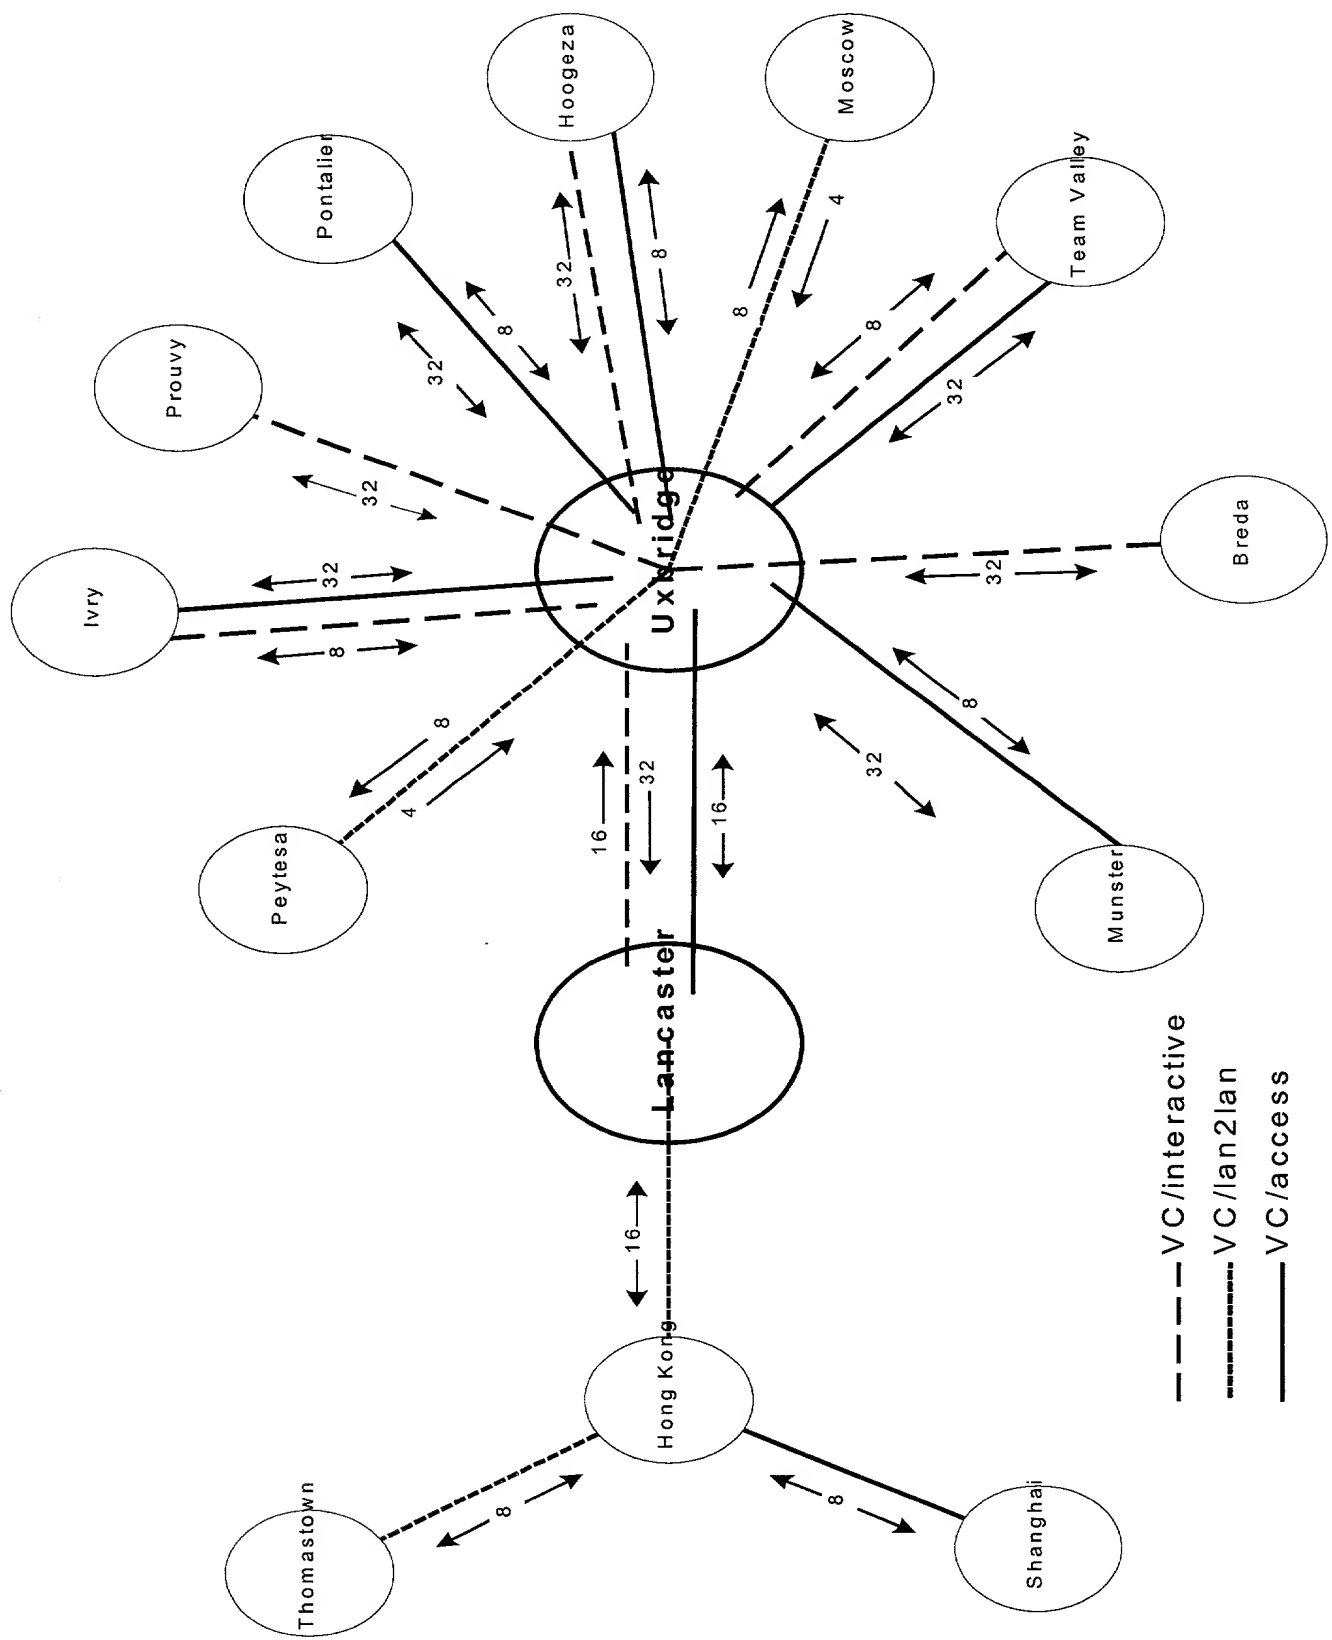 Ivry
Prouvy
Pontalier
Hoogeza
Moscow
Team Valley
Breda
Munster
Peytesa
Uxbridge
Lancaster
Hong Kong
Thomastown
Shanghai
8
32
32
32
8
32
8
8
4
8
32
32
8
32
4
8
16
32
16
16
8
8
VC/interactive
VC/lan2lan
VC/access